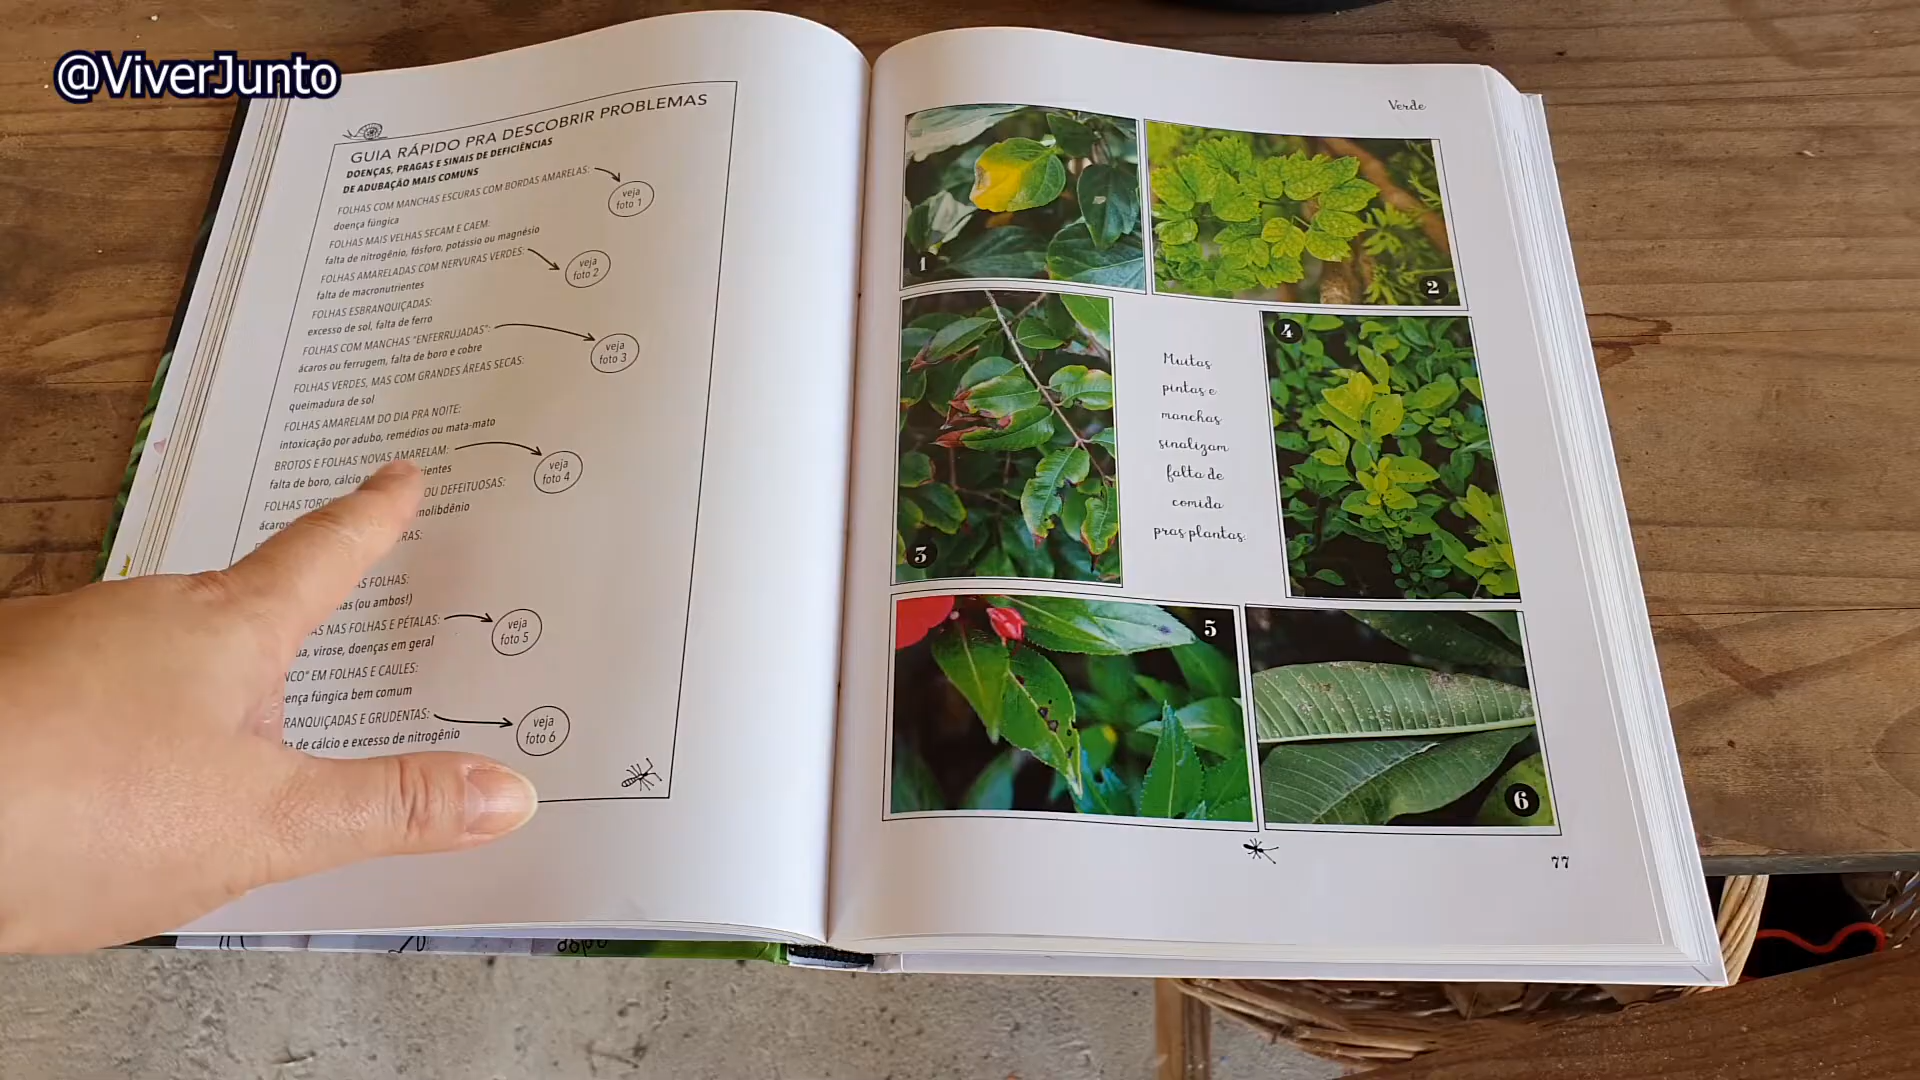 @ViverJunto
GUIA RÁPIDO PRA DESCOBRIR PROBLEMAS
DOENÇAS, PRAGAS E SINAIS DE DEFICIÊNCIAS
DE ADUBAÇÃO MAIS COMUNS
FOLHAS COM MANCHAS ESCURAS COM BORDAS AMARELAS:
doença fúngica
veja
foto 1
FOLHAS MAIS VELHAS SECAM E CAEM:
falta de nitrogênio, fósforo, potássio ou magnésio
FOLHAS AMARELADAS COM NERVURAS VERDES:
falta de macronutrientes
veja
foto 2
FOLHAS ESBRANQUIÇADAS:
excesso de sol, falta de ferro
FOLHAS COM MANCHAS "ENFERRUJADAS":
ácaros ou ferrugem, falta de boro e cobre
veja
foto 3
FOLHAS VERDES, MAS COM GRANDES ÁREAS SECAS:
queimadura de sol
FOLHAS AMARELAM DO DIA PRA NOITE:
intoxicação por adubo, remédios ou mata-mato
BROTOS E FOLHAS NOVAS AMARELAM:
falta de boro, cálcio
veja
foto 4
FOLHAS OU DEFEITUOSAS:
molibdênio
FOLHAS:
(ou ambos!)
NAS FOLHAS E PÉTALAS:
virose, doenças em geral
veja
foto 5
EM FOLHAS E CAULES:
fúngica bem comum
E GRUDENTAS:
de cálcio e excesso de nitrogênio
veja
foto 6
Verde
1
2
3
4
Muitas
pintas e
manchas
sinalizam
falta de
comida
pras plantas.
5
6
77